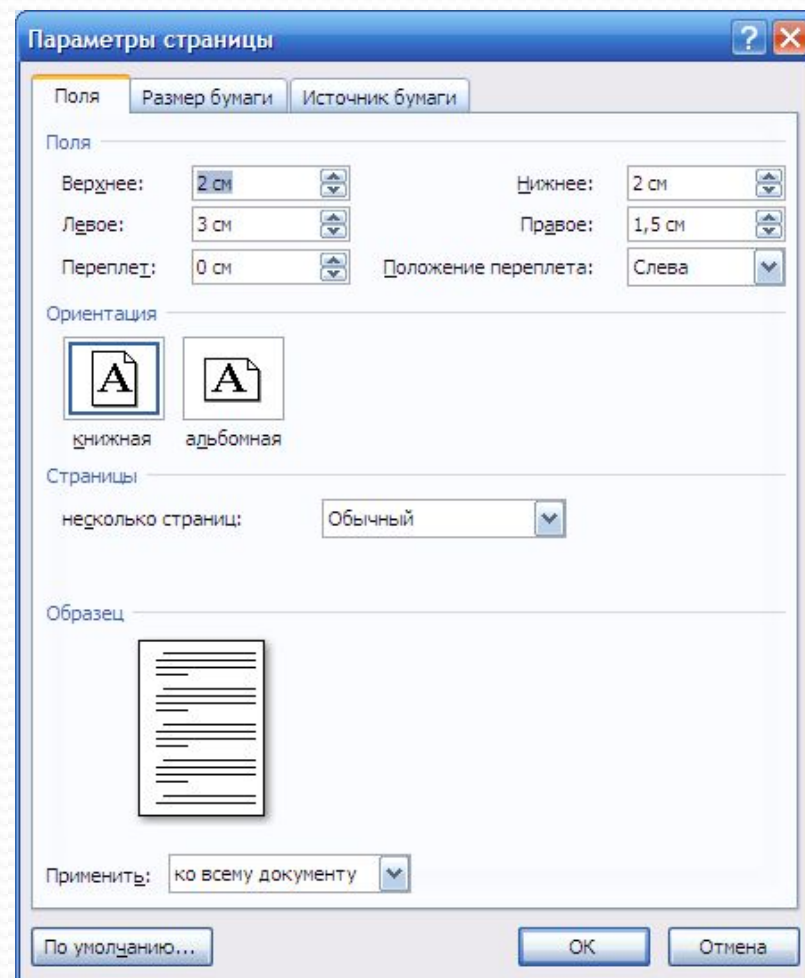 Параметры страницы
Поля Размер бумаги Источник бумаги
Поля
Верхнее: 2 см Нижнее: 2 см
Левое: 3 см Правое: 1,5 см
Переплет: 0 см Положение переплета: Слева
Ориентация
A A
книжная альбомная
Страницы
несколько страниц: Обычный
Образец
Применить: ко всему документу
По умолчанию... ОК Отмена